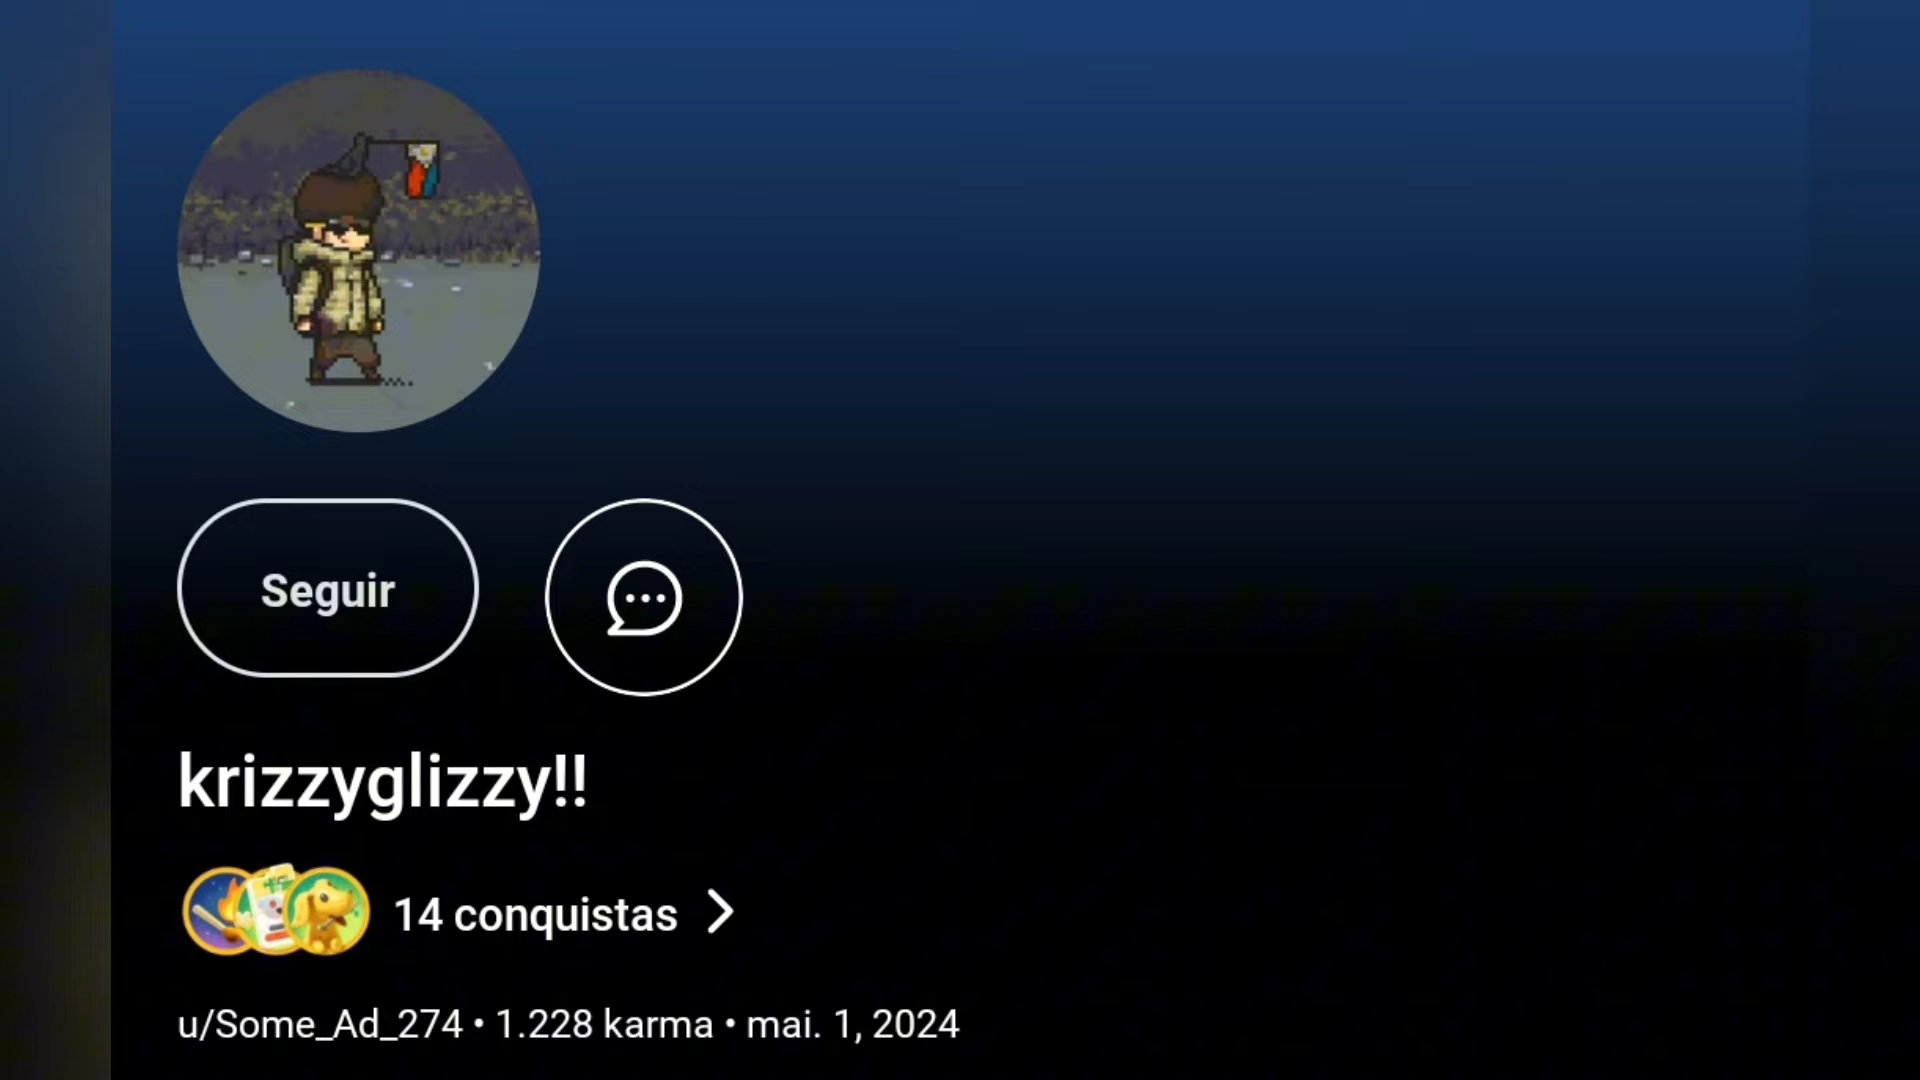 Seguir
krizzyglizzy!!
14 conquistas
u/Some_Ad_274 • 1.228 karma • mai. 1, 2024